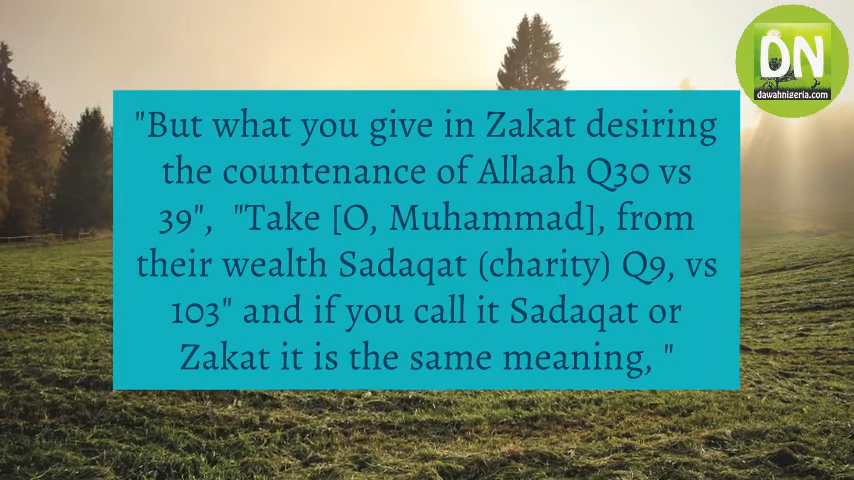 DN
dawahnigeria.com
"But what you give in Zakat desiring
the countenance of Allaah Q30 vs
39", "Take [O, Muhammad], from
their wealth Sadaqat (charity) Q9, vs
103" and if you call it Sadaqat or
Zakat it is the same meaning, "